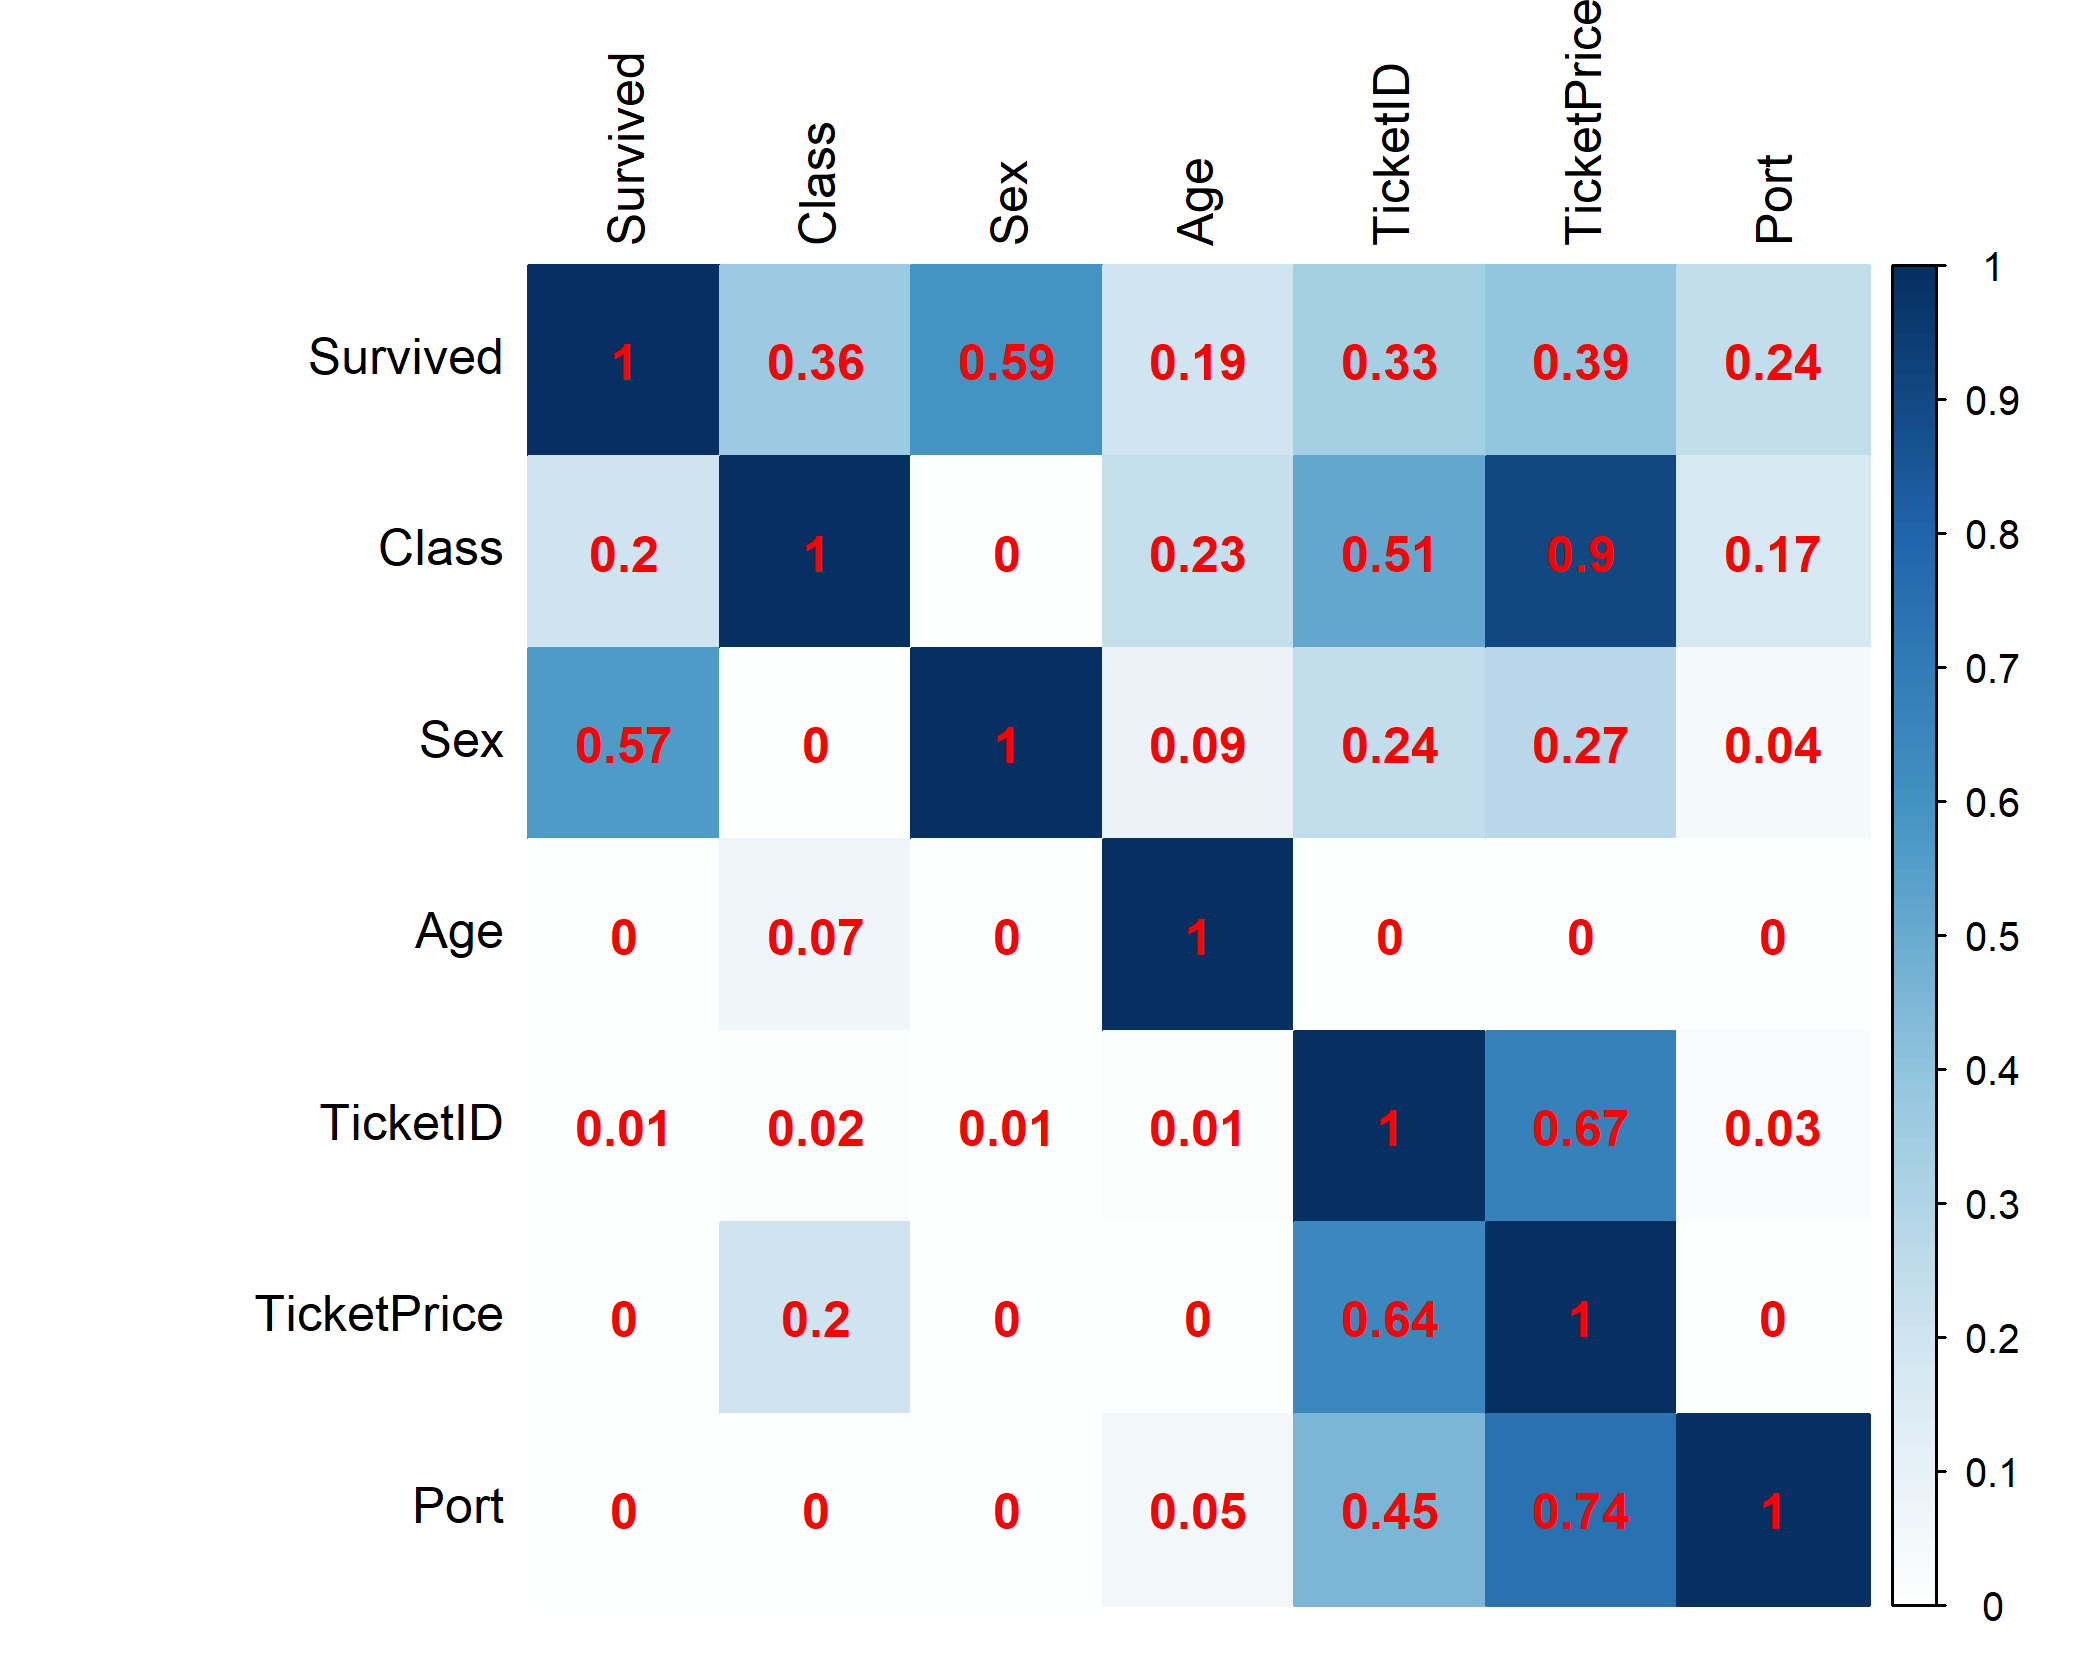 Survived Class Sex Age TicketID TicketPrice Port
Survived 1 0.36 0.59 0.19 0.33 0.39 0.24
Class 0.2 1 0 0.23 0.51 0.9 0.17
Sex 0.57 0 1 0.09 0.24 0.27 0.04
Age 0 0.07 0 1 0 0 0
TicketID 0.01 0.02 0.01 0.01 1 0.67 0.03
TicketPrice 0 0.2 0 0 0.64 1 0
Port 0 0 0 0.05 0.45 0.74 1
1
0.9
0.8
0.7
0.6
0.5
0.4
0.3
0.2
0.1
0